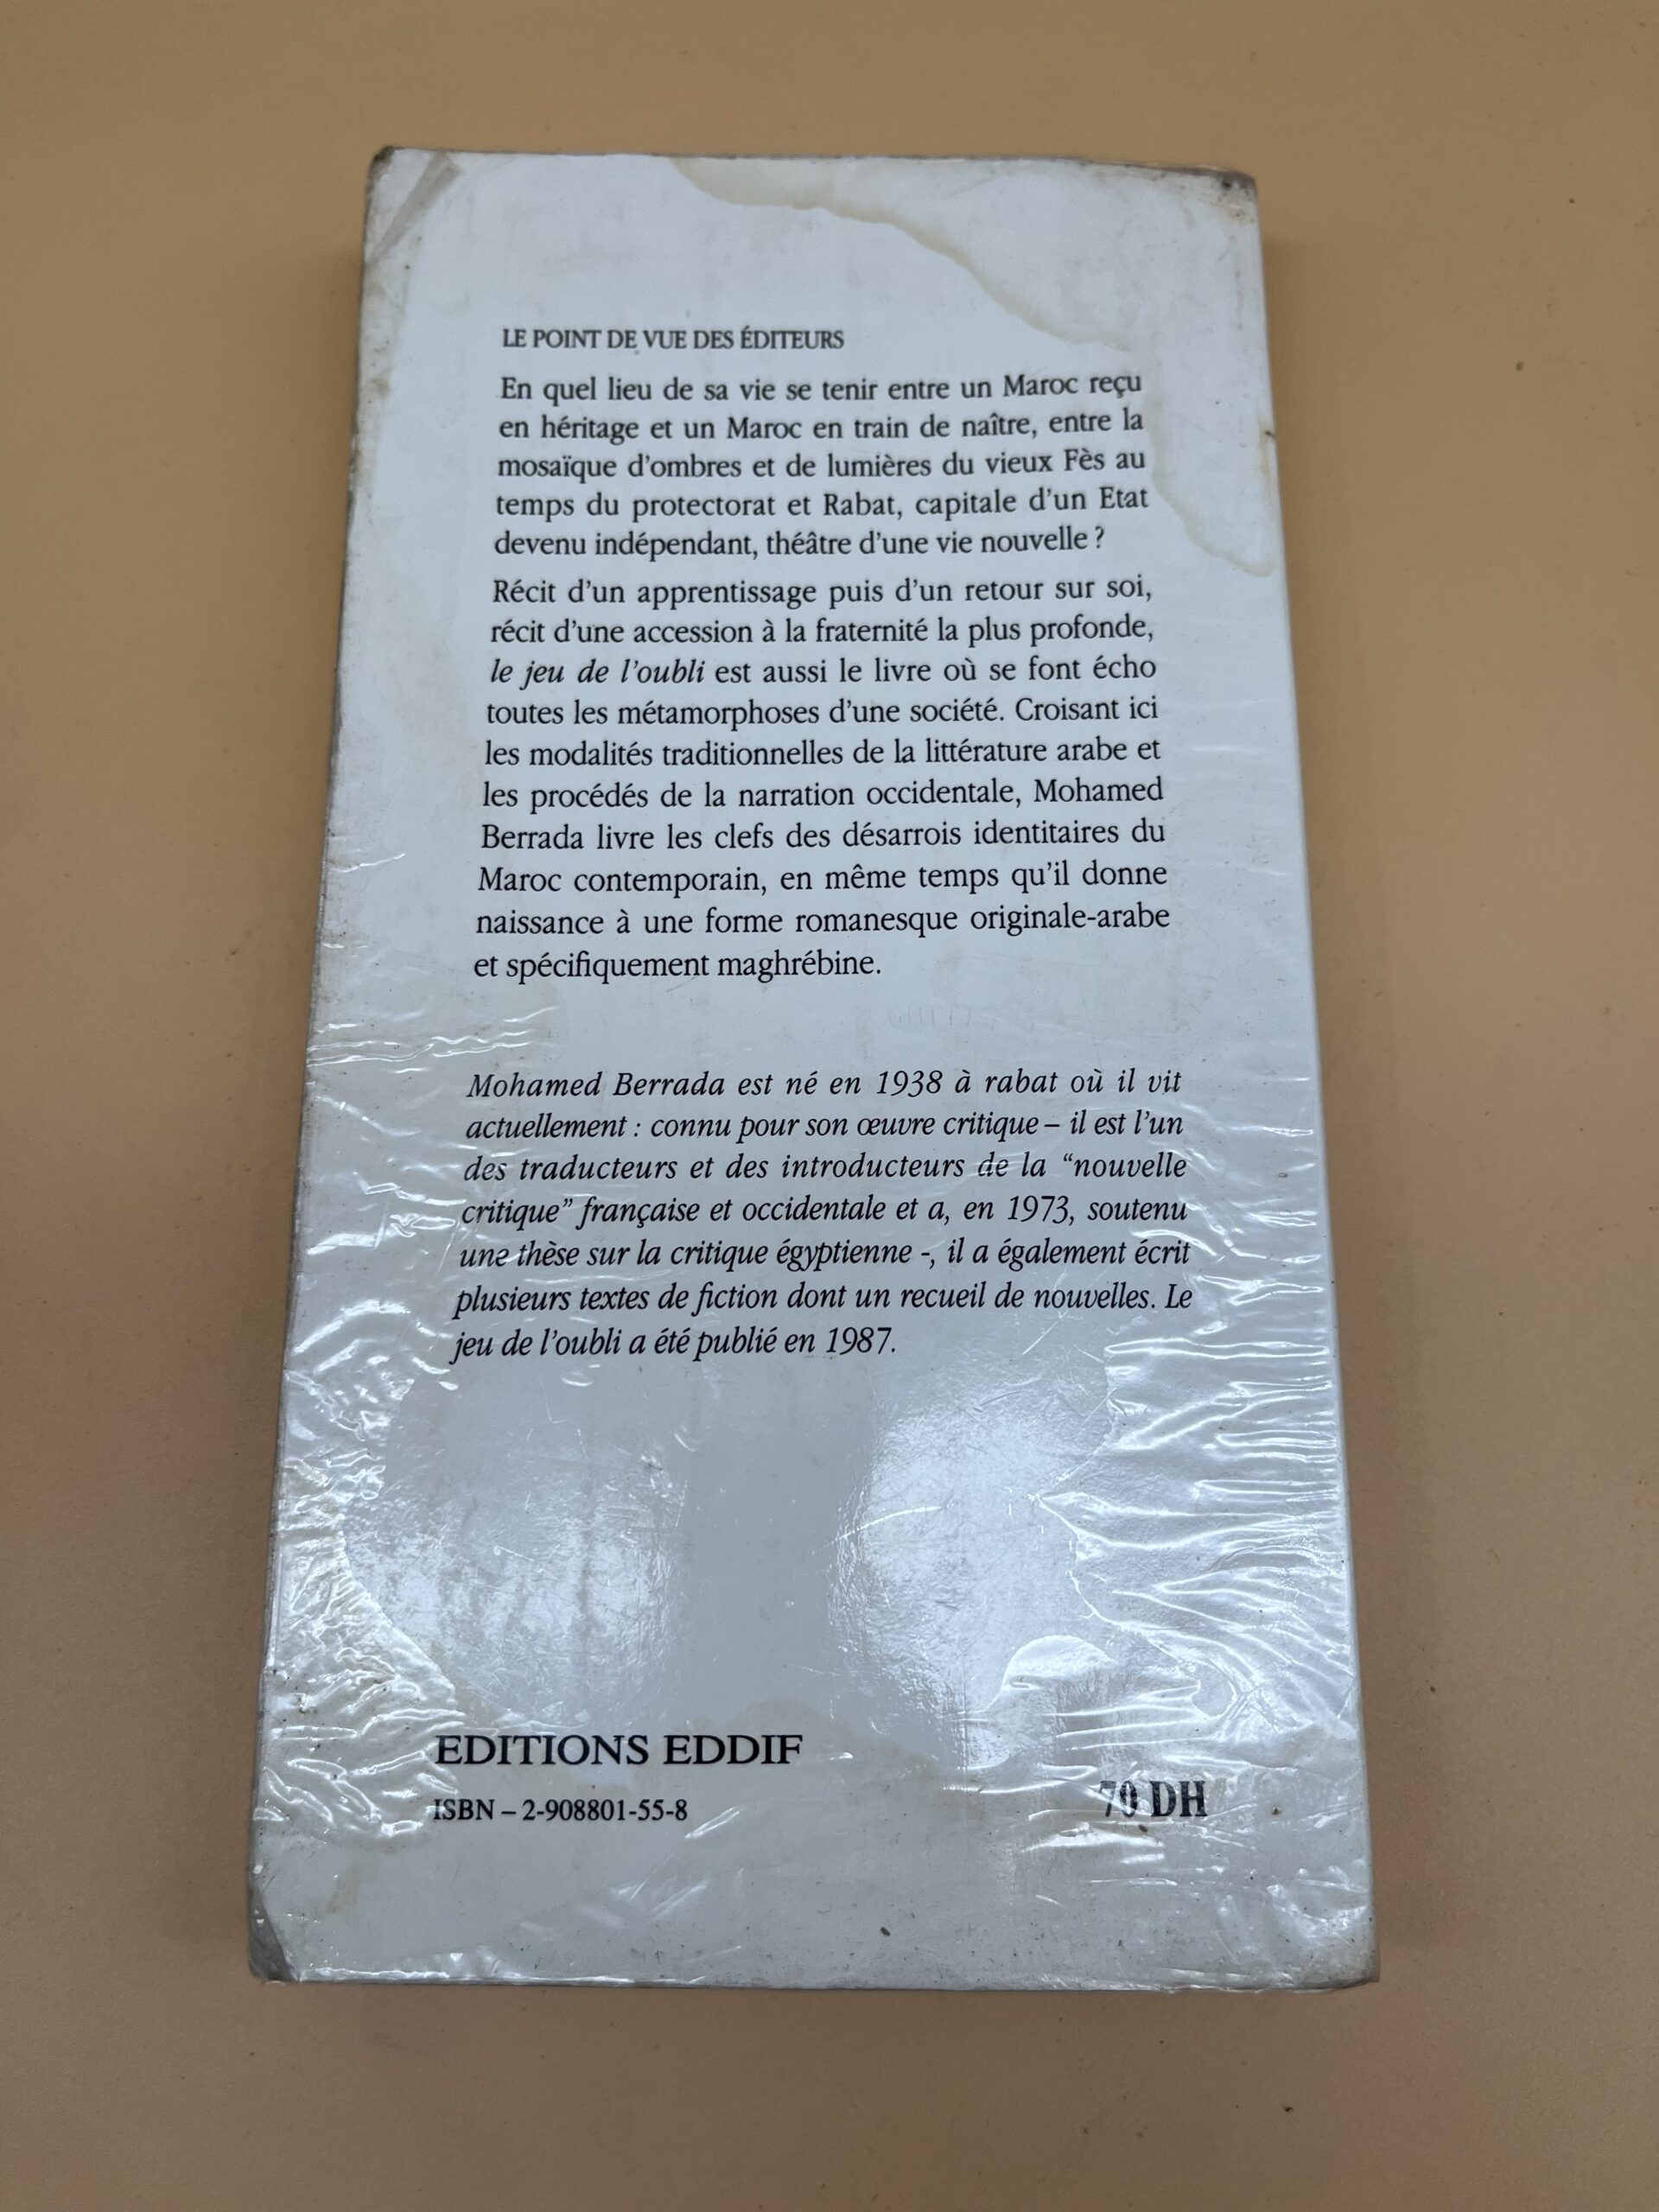 LE POINT DE VUE DES ÉDITEURS
En quel lieu de sa vie se tenir entre un Maroc reçu
en héritage et un Maroc en train de naître, entre la
mosaïque d'ombres et de lumières du vieux Fès au
temps du protectorat et Rabat, capitale d'un Etat
devenu indépendant, théâtre d'une vie nouvelle ?
Récit d'un apprentissage puis d'un retour sur soi,
récit d'une accession à la fraternité la plus profonde,
le jeu de l'oubli est aussi le livre où se font écho
toutes les métamorphoses d'une société. Croisant ici
les modalités traditionnelles de la littérature arabe et
les procédés de la narration occidentale, Mohamed
Berrada livre les clefs des désarrois identitaires du
Maroc contemporain, en même temps qu'il donne
naissance à une forme romanesque originale-arabe
et spécifiquement maghrébine.
Mohamed Berrada est né en 1938 à rabat où il vit
actuellement : connu pour son œuvre critique – il est l'un
des traducteurs et des introducteurs de la “nouvelle
critique” française et occidentale et a, en 1973, soutenu
une thèse sur la critique égyptienne -, il a également écrit
plusieurs textes de fiction dont un recueil de nouvelles. Le
jeu de l'oubli a été publié en 1987.
EDITIONS EDDIF
ISBN – 2-908801-55-8
70 DH